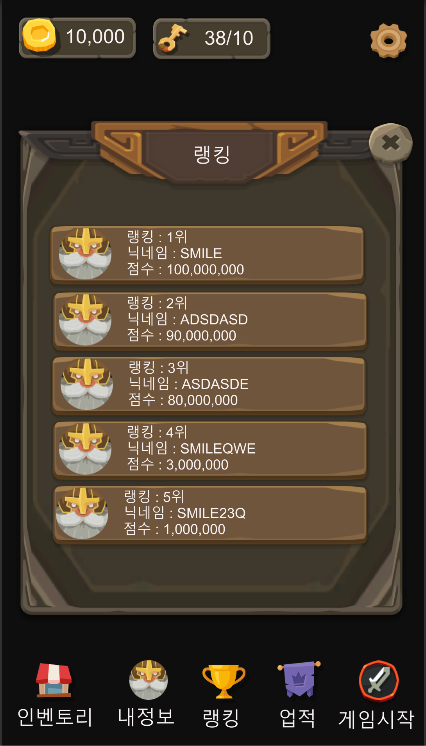 10,000
38/10
랭킹
랭킹 : 1위
닉네임 : SMILE
점수 : 100,000,000
랭킹 : 2위
닉네임 : ADSDASD
점수 : 90,000,000
랭킹 : 3위
닉네임 : ASDASDE
점수 : 80,000,000
랭킹 : 4위
닉네임 : SMILEQWE
점수 : 3,000,000
랭킹 : 5위
닉네임 : SMILE23Q
점수 : 1,000,000
인벤토리 내정보 랭킹 업적 게임시작